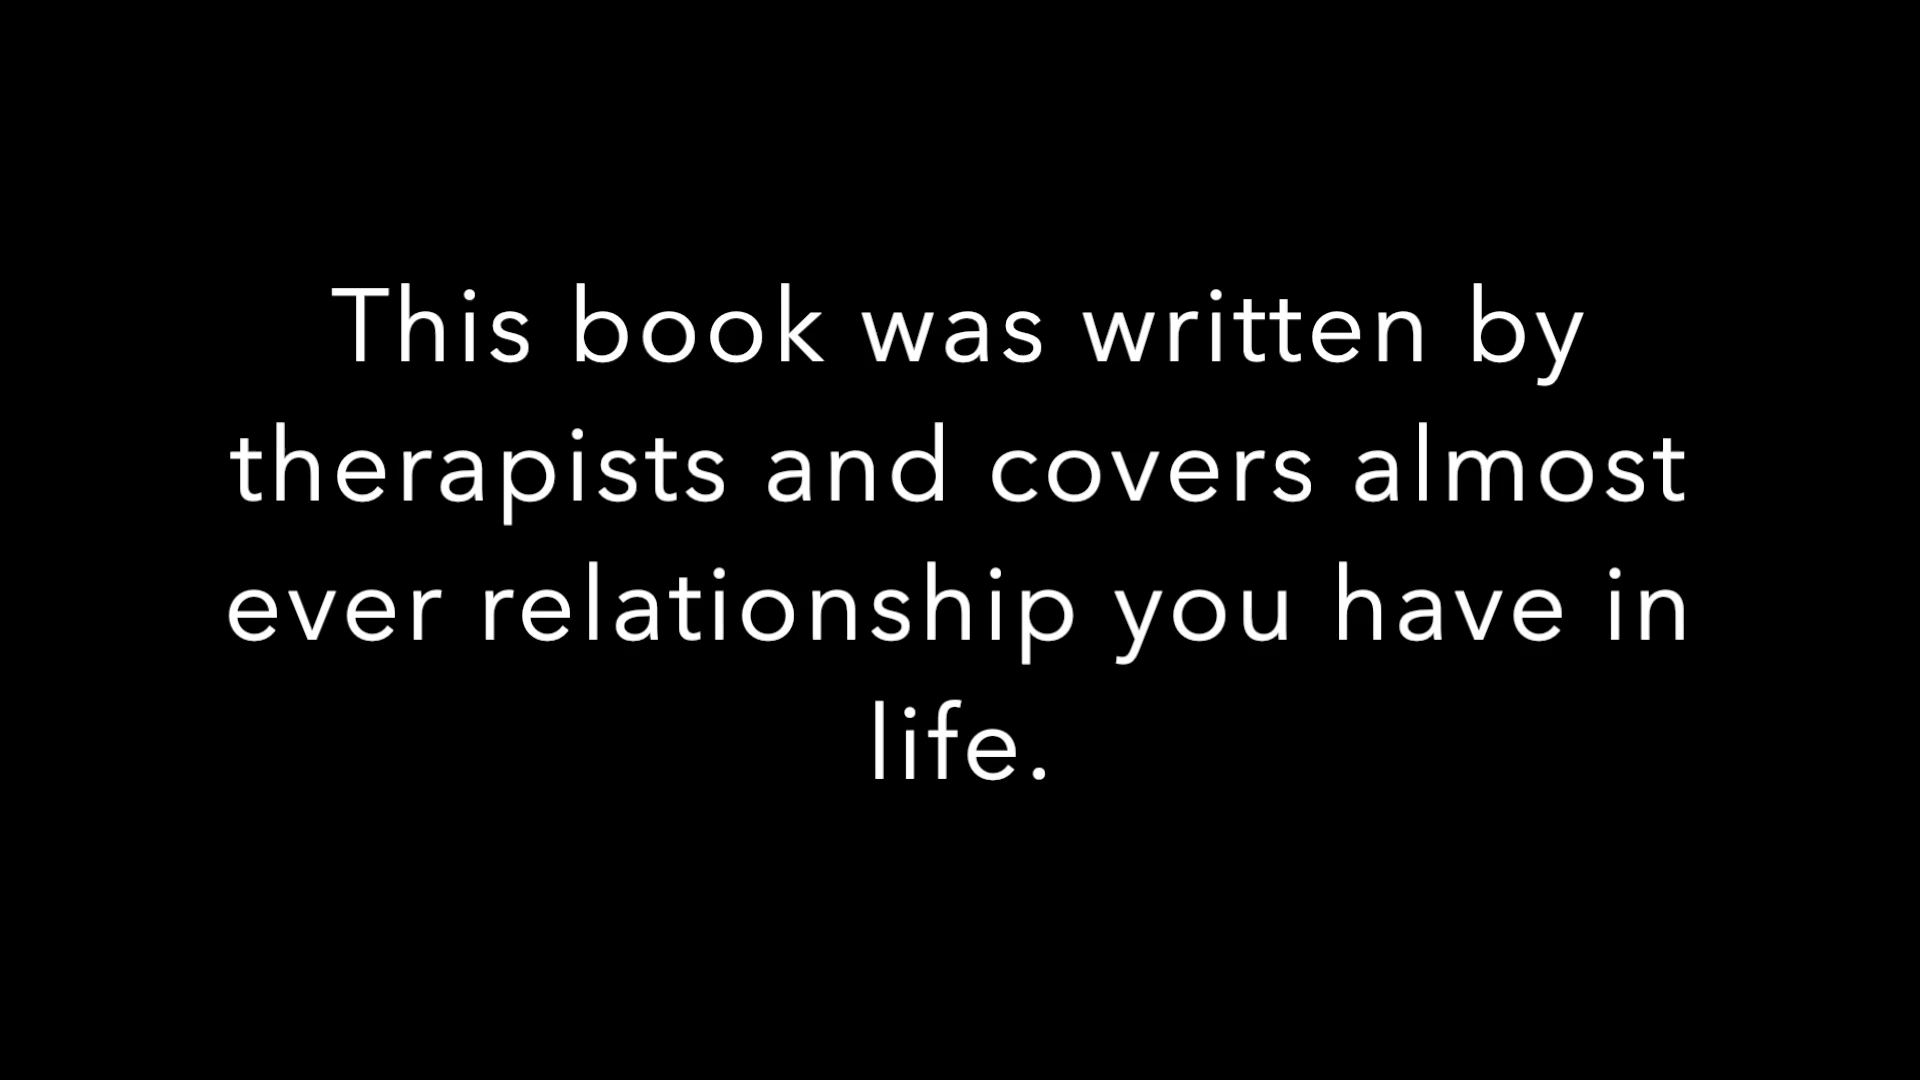 This book was written by
therapists and covers almost
ever relationship you have in
life.